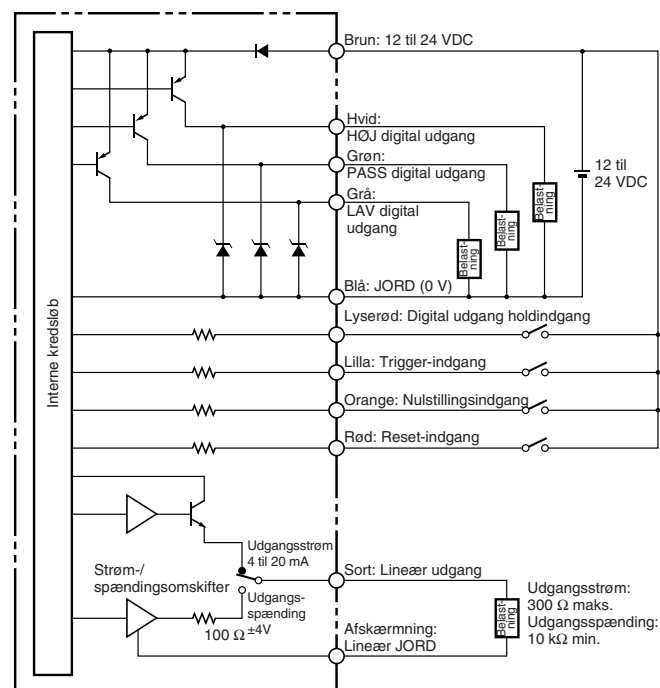 Brun: 12 til 24 VDC
Hvid:
HØJ digital udgang
Grøn:
PASS digital udgang
Grå:
LAV digital
udgang
Belast-
ning
Belast-
ning
Belast-
ning
12 til
24 VDC
Blå: JORD (0 V)
Lyserød: Digital udgang holdindgang
Lilla: Trigger-indgang
Orange: Nulstillingsindgang
Rød: Reset-indgang
Interne kredsløb
Udgangsstrøm
4 til 20 mA
Strøm-/
spændingsomskifter
Udgangs-
spænding
±4V
100 Ω
Sort: Lineær udgang
Afskærmning:
Lineær JORD
Belast-
ning
Udgangsstrøm:
300 Ω maks.
Udgangsspænding:
10 kΩ min.